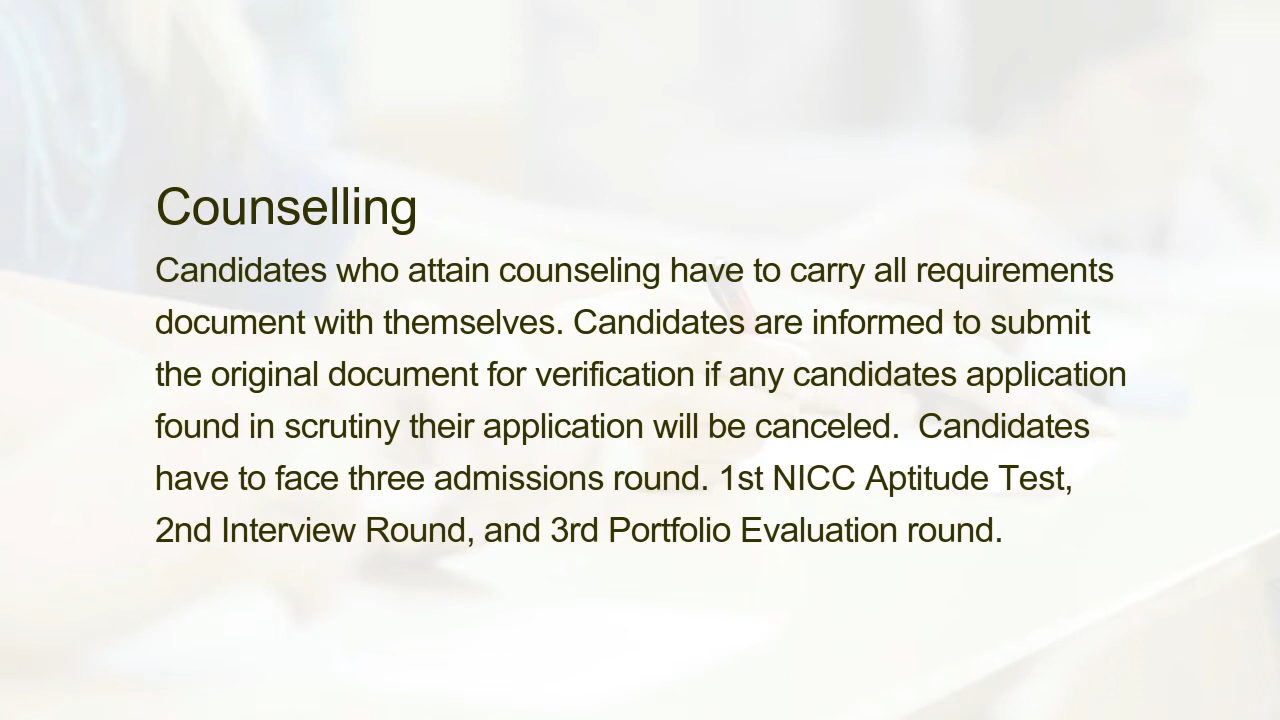 Counselling
Candidates who attain counseling have to carry all requirements
document with themselves. Candidates are informed to submit
the original document for verification if any candidates application
found in scrutiny their application will be canceled.  Candidates
have to face three admissions round. 1st NICC Aptitude Test,
2nd Interview Round, and 3rd Portfolio Evaluation round.